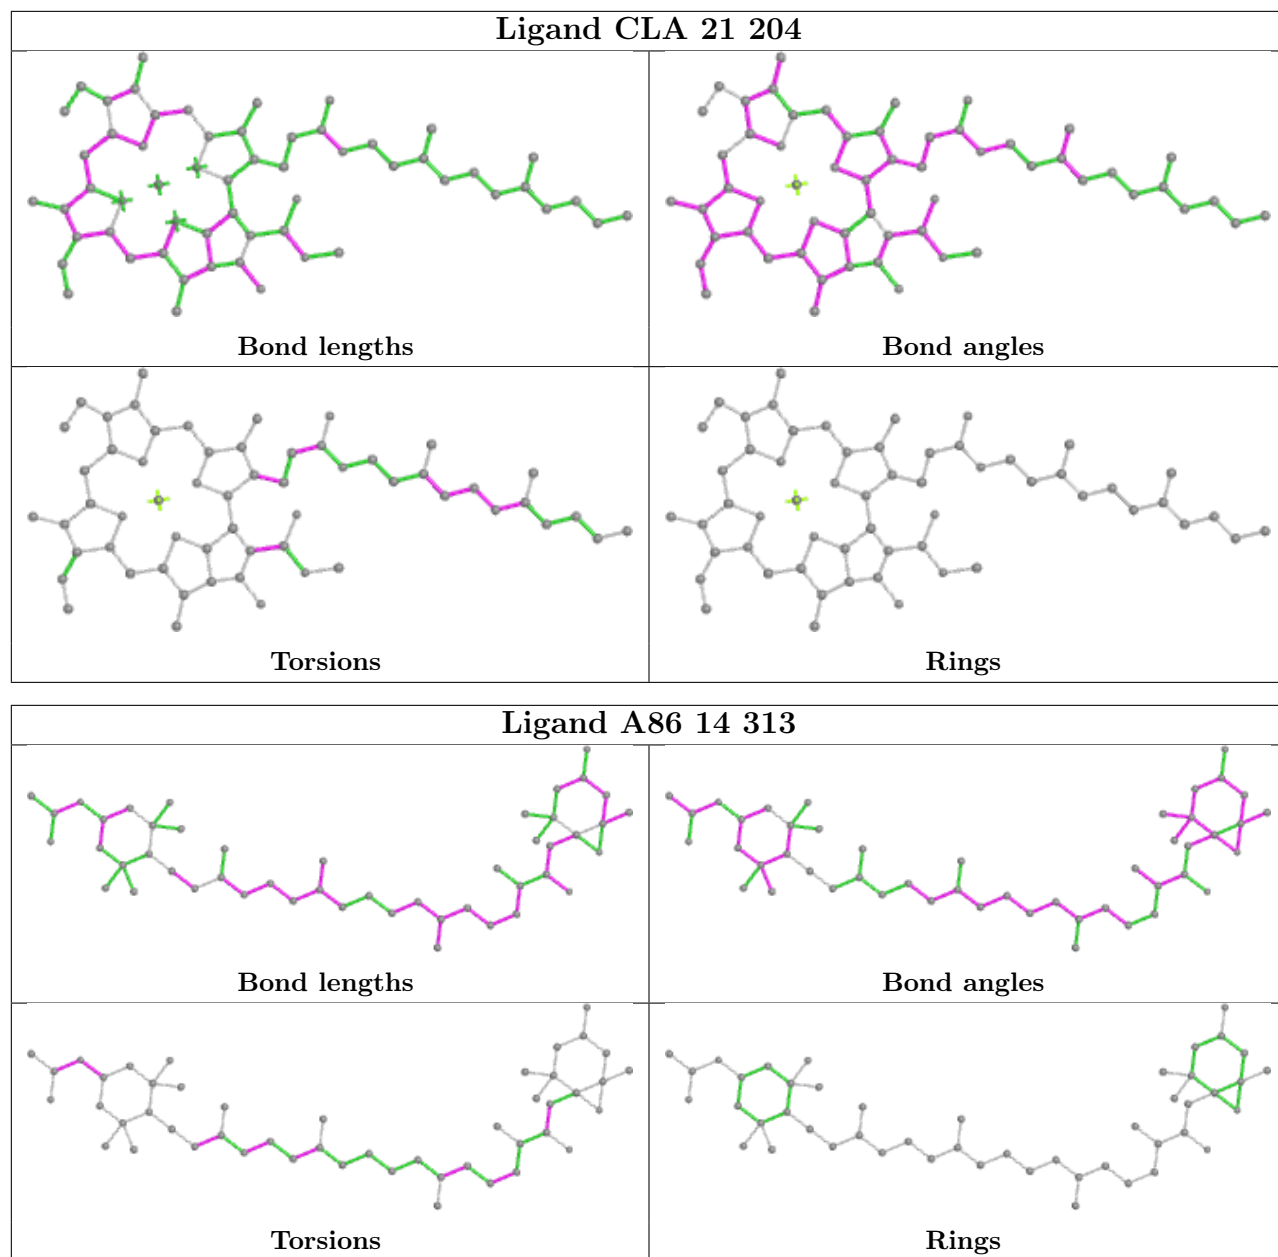 Ligand CLA 21 204
Bond lengths
Bond angles
Torsions
Rings
Ligand A86 14 313
Bond lengths
Bond angles
Torsions
Rings